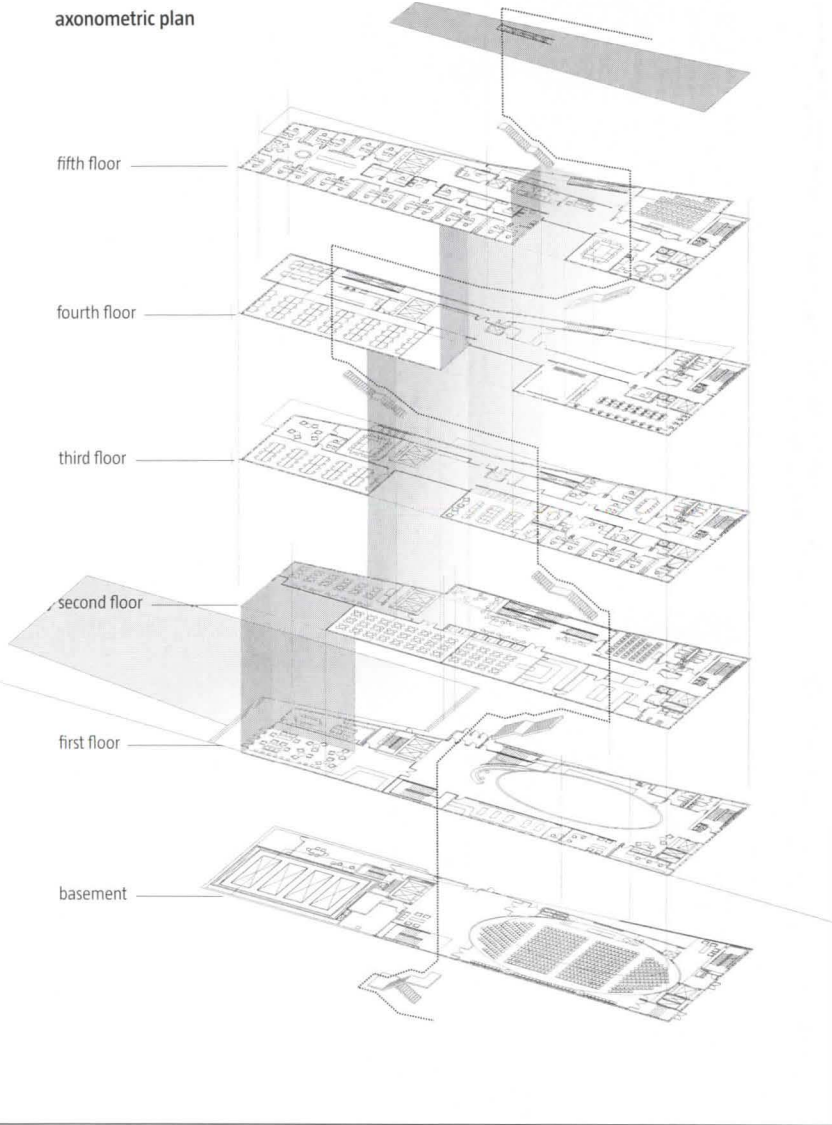 axonometric plan
fifth floor
fourth floor
third floor
second floor
first floor
basement